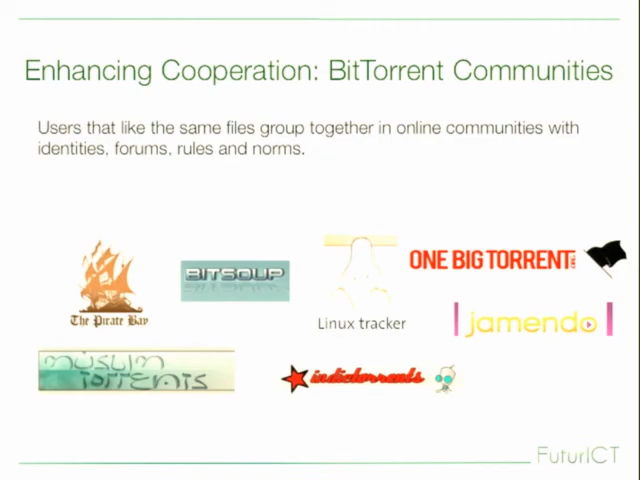 Enhancing Cooperation: BitTorrent Communities
Users that like the same files group together in online communities with
identities, forums, rules and norms.
The Pirate Bay
BITSOUP
Linux tracker
ONE BIG TORRENT
jamendo
MUSLIM
TORRENTS
indietorrents
FuturICT